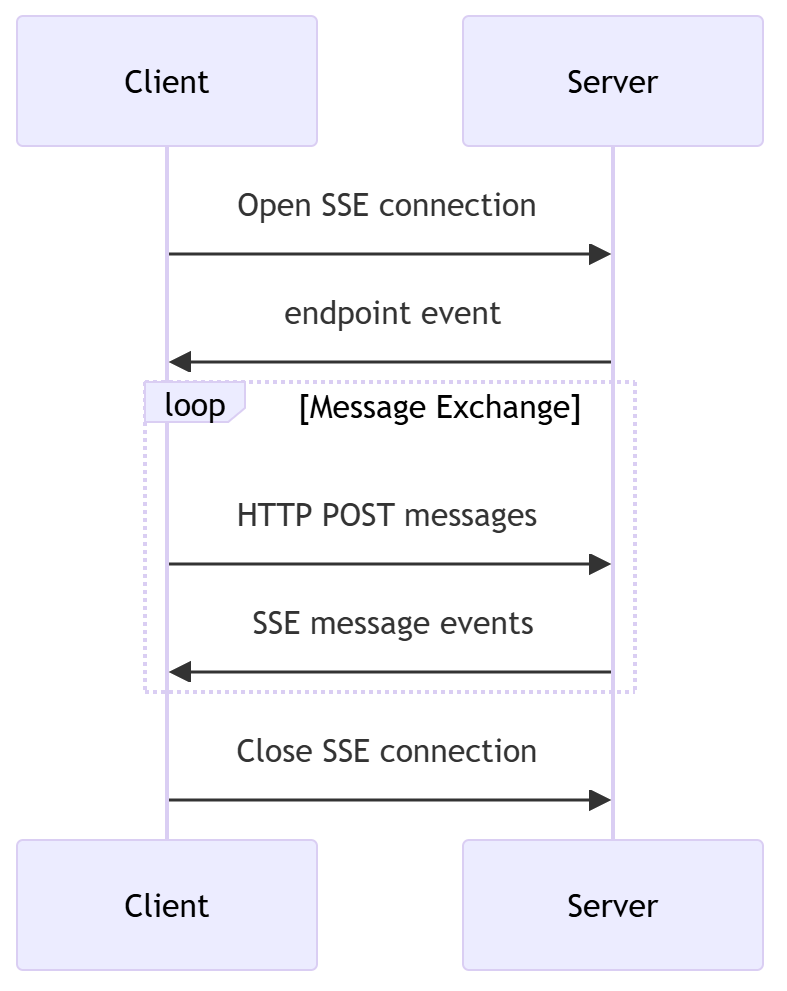 Client
Server
Open SSE connection
endpoint event
loop
[Message Exchange]
HTTP POST messages
SSE message events
Close SSE connection
Client
Server